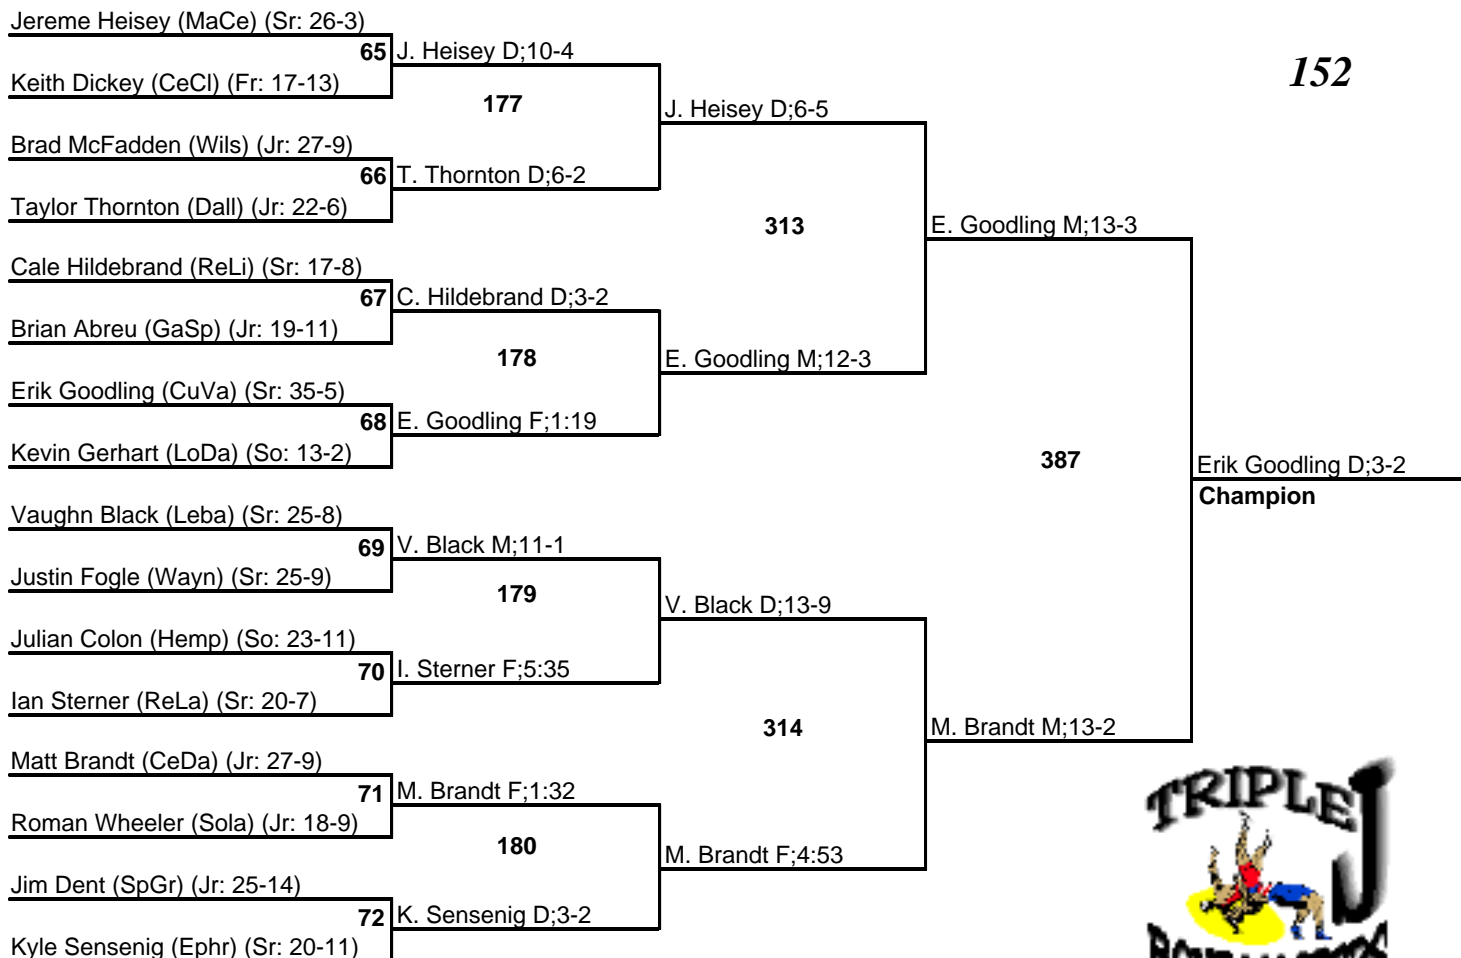 Jereme Heisey (MaCe) (Sr: 26-3)
65 J. Heisey D;10-4
Keith Dickey (CeCl) (Fr: 17-13)
152
177
J. Heisey D;6-5
Brad McFadden (Wils) (Jr: 27-9)
66 T. Thornton D;6-2
Taylor Thornton (Dall) (Jr: 22-6)
313
E. Goodling M;13-3
Cale Hildebrand (ReLi) (Sr: 17-8)
67 C. Hildebrand D;3-2
Brian Abreu (GaSp) (Jr: 19-11)
178
E. Goodling M;12-3
Erik Goodling (CuVa) (Sr: 35-5)
68 E. Goodling F;1:19
Kevin Gerhart (LoDa) (So: 13-2)
387
Erik Goodling D;3-2
Champion
Vaughn Black (Leba) (Sr: 25-8)
69 V. Black M;11-1
Justin Fogle (Wayn) (Sr: 25-9)
179
V. Black D;13-9
Julian Colon (Hemp) (So: 23-11)
70 I. Sterner F;5:35
Ian Sterner (ReLa) (Sr: 20-7)
314
M. Brandt M;13-2
Matt Brandt (CeDa) (Jr: 27-9)
71 M. Brandt F;1:32
Roman Wheeler (Sola) (Jr: 18-9)
180
M. Brandt F;4:53
Jim Dent (SpGr) (Jr: 25-14)
72 K. Sensenig D;3-2
Kyle Sensenig (Ephr) (Sr: 20-11)
TRIPLE J